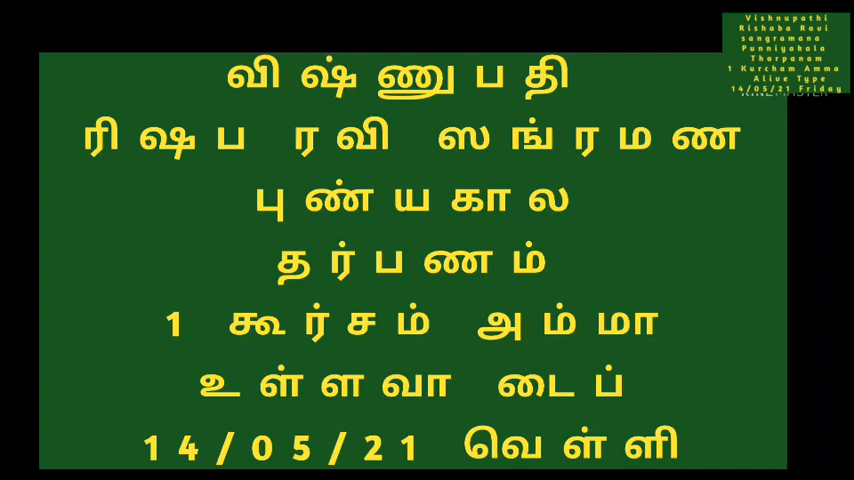 Vishnupathi
Rishaba Ravi
sangramana
Punniyakala
Tharpanam
1 Kurcham Amma
Alive Type
14/05/21 Friday
விஷ்ணுபதி
ரிஷப ரவி ஸங்ரமண
புண்யகால
தர்பணம்
1 கூர்சம் அம்மா
உள்ளவா டைப்
14/05/21 வெள்ளி